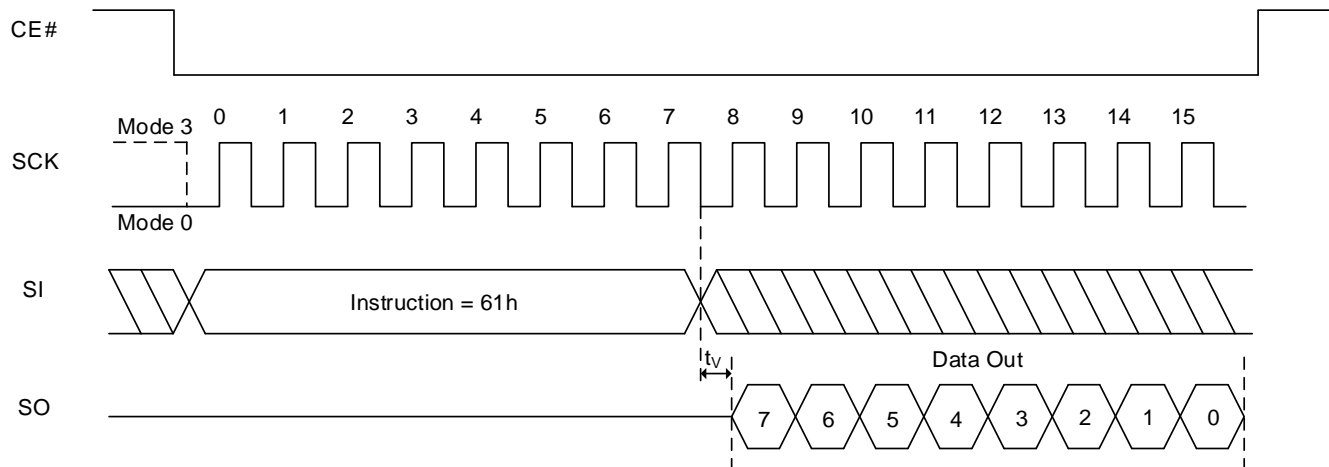 CE#
0 1 2 3 4 5 6 7 8 9 10 11 12 13 14 15
Mode 3
SCK
Mode 0
SI
Instruction = 61h
tV
Data Out
SO
7 6 5 4 3 2 1 0